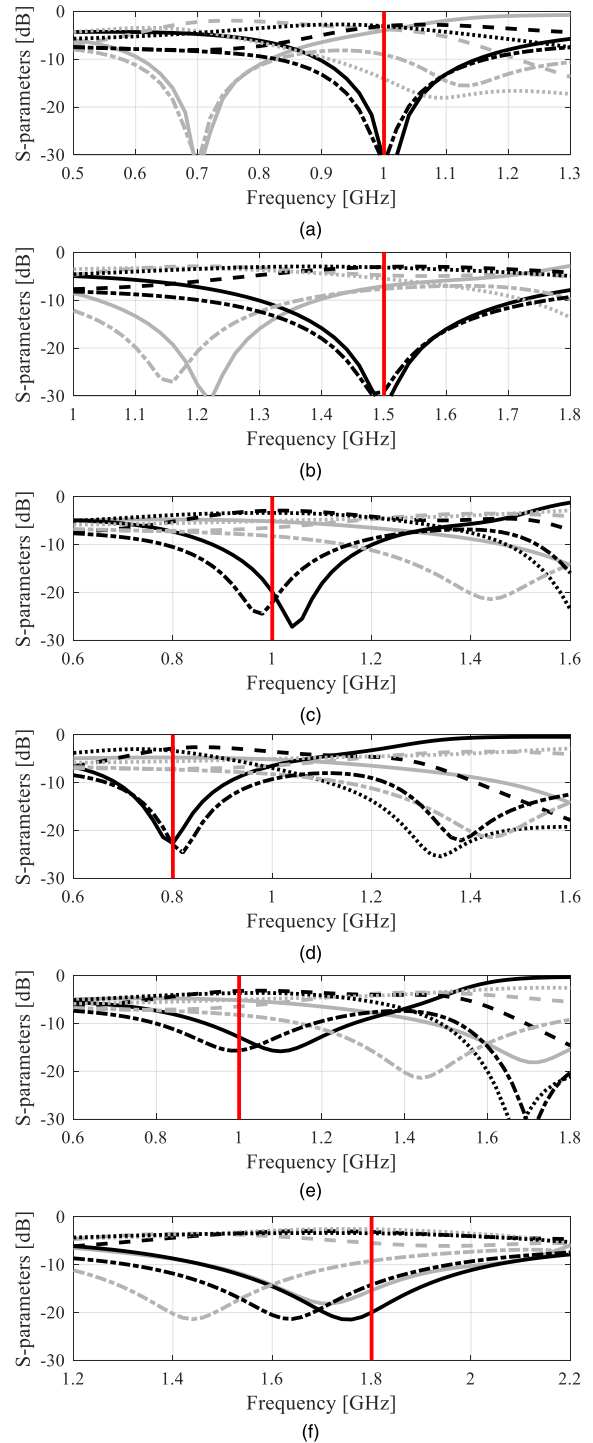 S-parameters [dB]
0
-10
-20
-30
0.5 0.6 0.7 0.8 0.9 1 1.1 1.2 1.3
Frequency [GHz]
(a)
S-parameters [dB]
0
-10
-20
-30
1 1.1 1.2 1.3 1.4 1.5 1.6 1.7 1.8
Frequency [GHz]
(b)
S-parameters [dB]
0
-10
-20
-30
0.6 0.8 1 1.2 1.4 1.6
Frequency [GHz]
(c)
S-parameters [dB]
0
-10
-20
-30
0.6 0.8 1 1.2 1.4 1.6
Frequency [GHz]
(d)
S-parameters [dB]
0
-10
-20
-30
0.6 0.8 1 1.2 1.4 1.6 1.8
Frequency [GHz]
(e)
S-parameters [dB]
0
-10
-20
-30
1.2 1.4 1.6 1.8 2 2.2
Frequency [GHz]
(f)